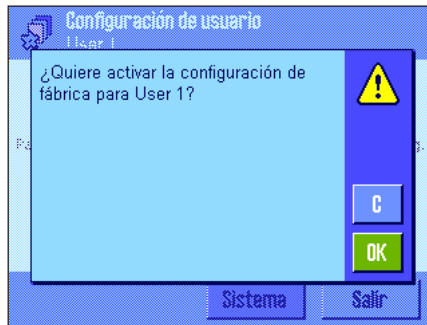 Configuración de usuario
User 1
¿Quiere activar la configuración de
fábrica para User 1?
C
OK
Sistema
Salir